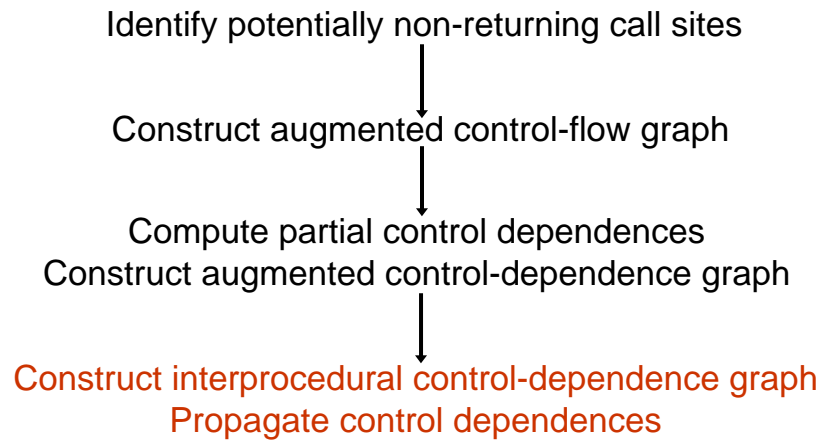 Identify potentially non-returning call sites
Construct augmented control-flow graph
Compute partial control dependences
Construct augmented control-dependence graph
Construct interprocedural control-dependence graph
Propagate control dependences